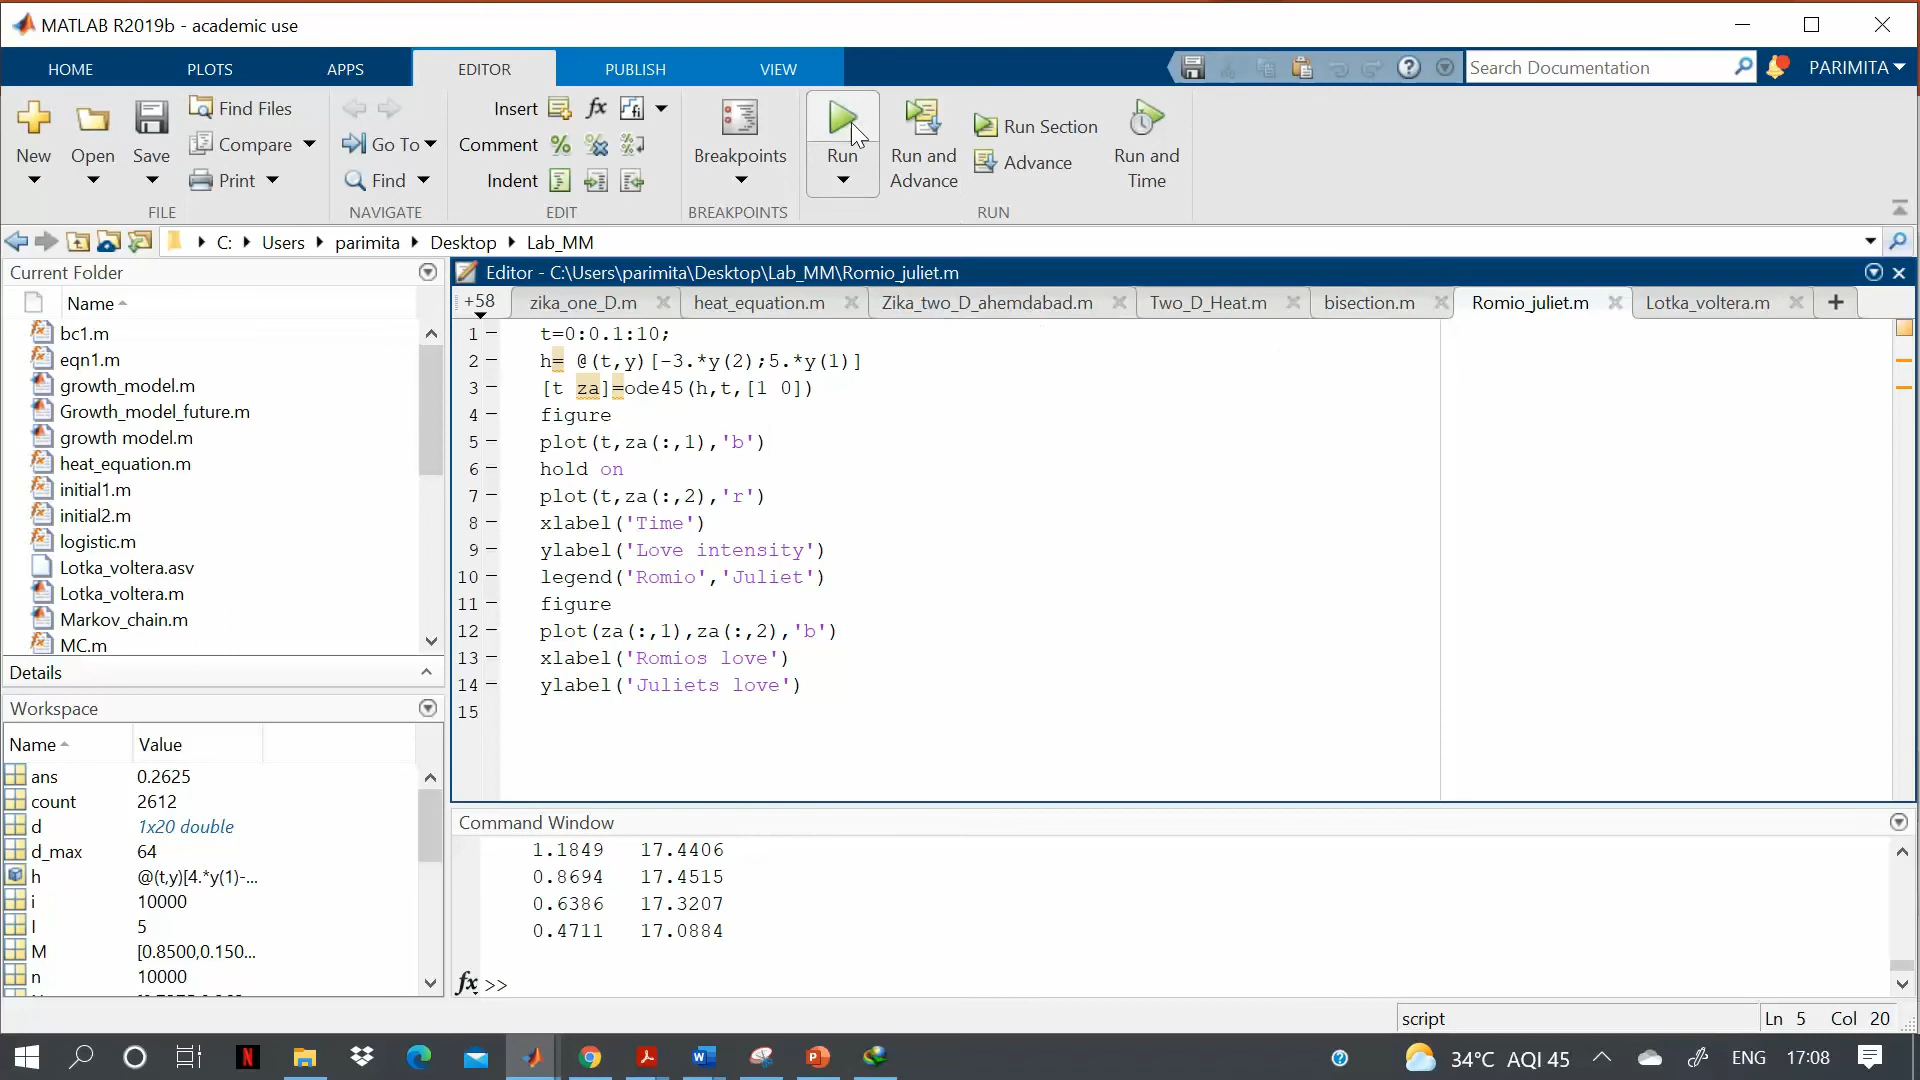 MATLAB R2019b - academic use
HOME PLOTS APPS EDITOR PUBLISH VIEW
Search Documentation
PARIMITA
New Open Save
Find Files
Compare
Print
Go To
Find
Insert
Comment
Indent
fx
Breakpoints
Run
Run and Advance
Run Section
Advance
Run and Time
FILE NAVIGATE EDIT BREAKPOINTS RUN
C: Users parimita Desktop Lab_MM
Current Folder
Name
bc1.m
eqn1.m
growth_model.m
Growth_model_future.m
growth model.m
heat_equation.m
initial1.m
initial2.m
logistic.m
Lotka_voltera.asv
Lotka_voltera.m
Markov_chain.m
MC.m
Details
Workspace
Name Value
ans 0.2625
count 2612
d 1x20 double
d_max 64
h @(t,y)[4.*y(1)-...
i 10000
l 5
M [0.8500,0.150...
n 10000
Editor - C:\Users\parimita\Desktop\Lab_MM\Romio_juliet.m
+58 zika_one_D.m heat_equation.m Zika_two_D_ahemdabad.m Two_D_Heat.m bisection.m Romio_juliet.m Lotka_voltera.m +
1 t=0:0.1:10;
2 h= @(t,y)[-3.*y(2);5.*y(1)]
3 [t za]=ode45(h,t,[1 0])
4 figure
5 plot(t,za(:,1),'b')
6 hold on
7 plot(t,za(:,2),'r')
8 xlabel('Time')
9 ylabel('Love intensity')
10 legend('Romio','Juliet')
11 figure
12 plot(za(:,1),za(:,2),'b')
13 xlabel('Romios love')
14 ylabel('Juliets love')
15
Command Window
1.1849 17.4406
0.8694 17.4515
0.6386 17.3207
0.4711 17.0884
fx >>
script Ln 5 Col 20
34°C AQI 45 ENG 17:08